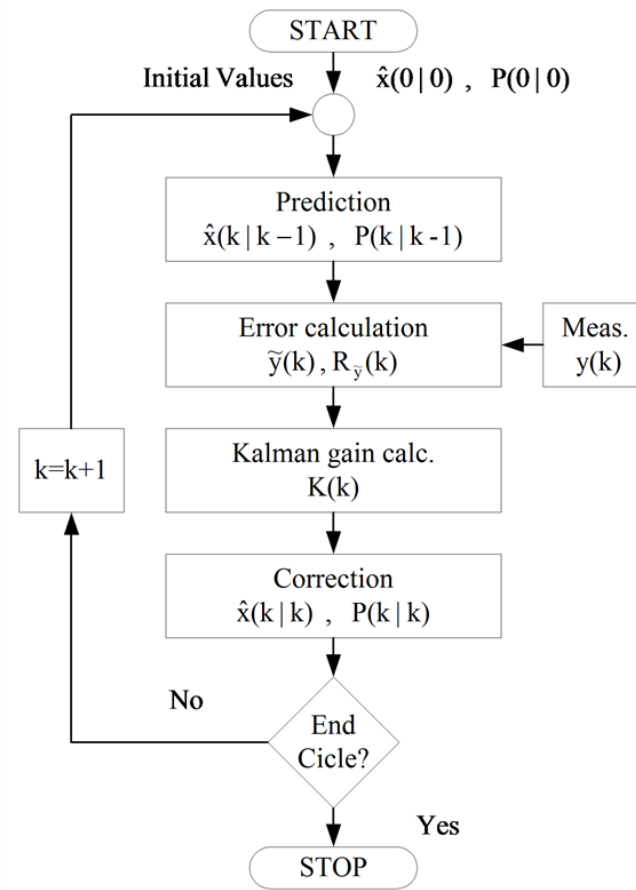 START
Initial Values x̂(0|0) , P(0|0)
Prediction
x̂(k|k−1) , P(k|k-1)
Error calculation
ỹ(k),R_ỹ(k)
Meas.
y(k)
Kalman gain calc.
K(k)
k=k+1
Correction
x̂(k|k) , P(k|k)
No
End
Cicle?
Yes
STOP